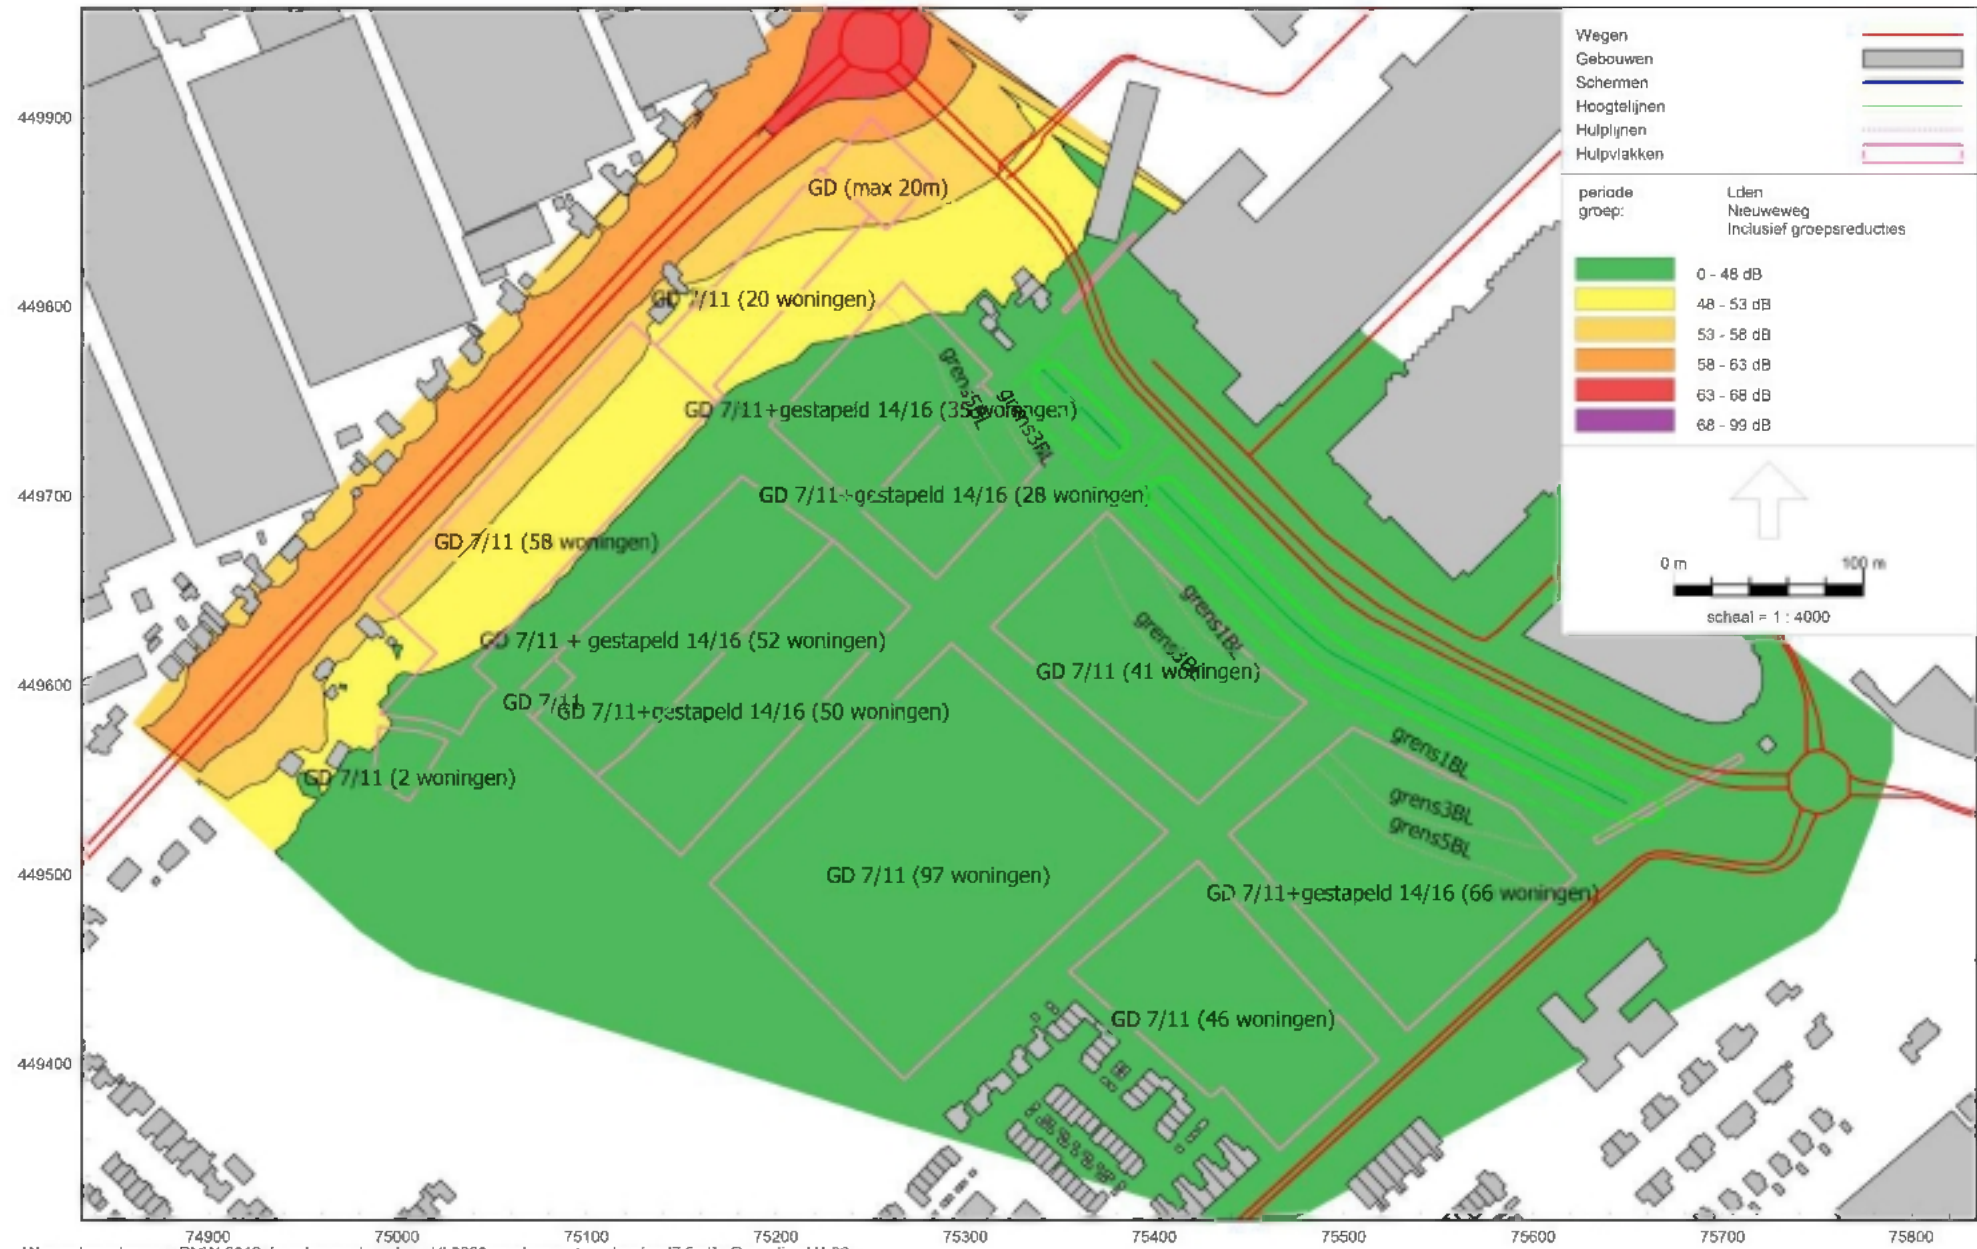 Wegen
Gebouwen
Schermen
Hoogtelijnen
Hulplijnen
Hulpvlakken
periode Lden
groep: Nieuweweg
Inclusief groepsreducties
0 - 48 dB
48 - 53 dB
53 - 58 dB
58 - 63 dB
63 - 68 dB
68 - 99 dB
0 m 100 m
schaal = 1 : 4000
449900
449800
449700
449600
449500
449400
GD (max 20m)
GD 7/11 (20 woningen)
grens5BL
grens3BL
GD 7/11+gestapeld 14/16 (35 woningen)
GD 7/11+gestapeld 14/16 (28 woningen)
GD 7/11 (58 woningen)
grens1BL
grens3BL
GD 7/11 + gestapeld 14/16 (52 woningen)
GD 7/11 (41 woningen)
GD 7/11
GD 7/11+gestapeld 14/16 (50 woningen)
grens1BL
GD 7/11 (2 woningen)
grens3BL
grens5BL
GD 7/11 (97 woningen)
GD 7/11+gestapeld 14/16 (66 woningen)
GD 7/11 (46 woningen)
74900 75000 75100 75200 75300 75400 75500 75600 75700 75800